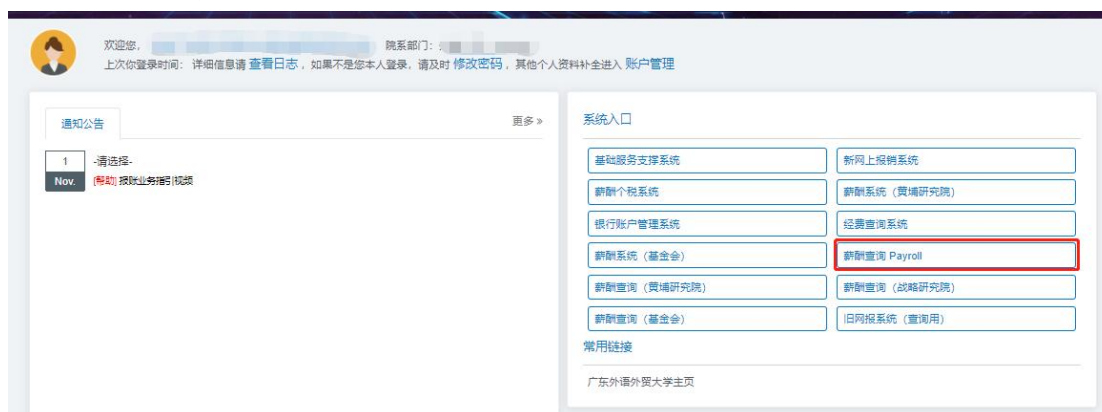 欢迎您, 院系部门:
上次你登录时间: 详细信息请 查看日志 , 如果不是您本人登录, 请及时 修改密码 , 其他个人资料补全进入 账户管理
通知公告 更多 »
1 -请选择-
Nov. [帮助] 报账业务指引视频
系统入口
基础服务支撑系统 新网上报销系统
薪酬个税系统 薪酬系统（黄埔研究院）
银行账户管理系统 经费查询系统
薪酬系统（基金会） 薪酬查询 Payroll
薪酬查询（黄埔研究院） 薪酬查询（战略研究院）
薪酬查询（基金会） 旧网报系统（查询用）
常用链接
广东外语外贸大学主页